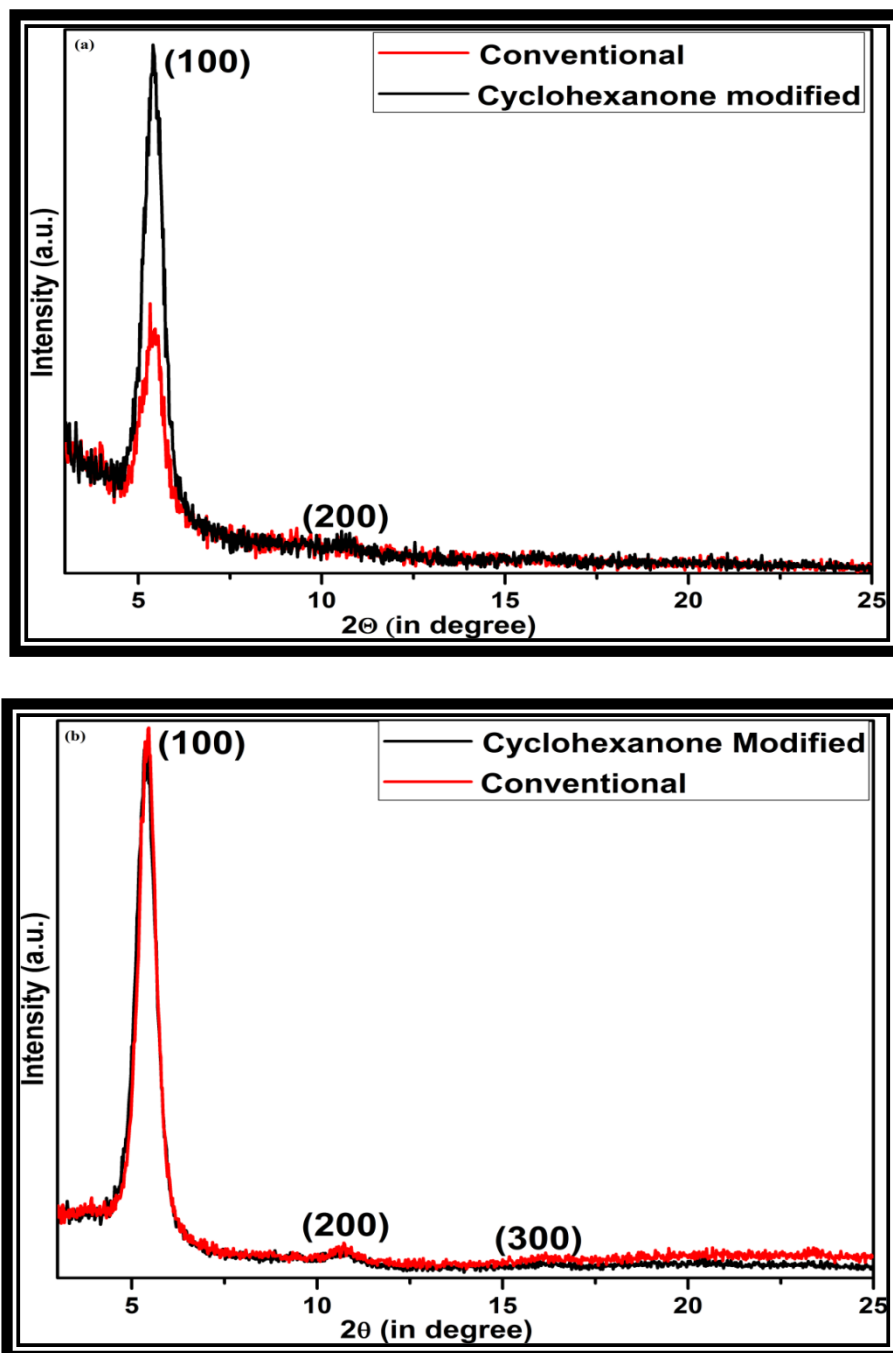 (a)
(100)
Conventional
Cyclohexanone modified
Intensity (a.u.)
(200)
5
10
15
20
25
2Θ (in degree)
(b)
(100)
Cyclohexanone Modified
Conventional
Intensity (a.u.)
(200)
(300)
5
10
15
20
25
2θ (in degree)